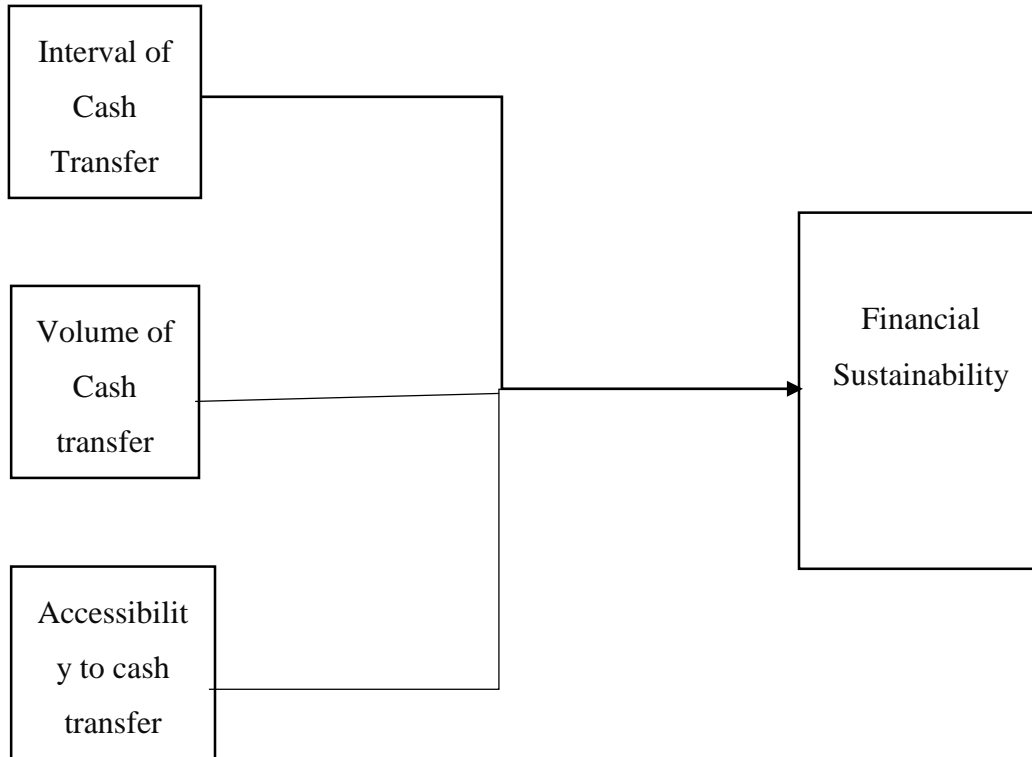 Interval of
Cash
Transfer
Volume of
Cash
transfer
Accessibilit
y to cash
transfer
Financial
Sustainability